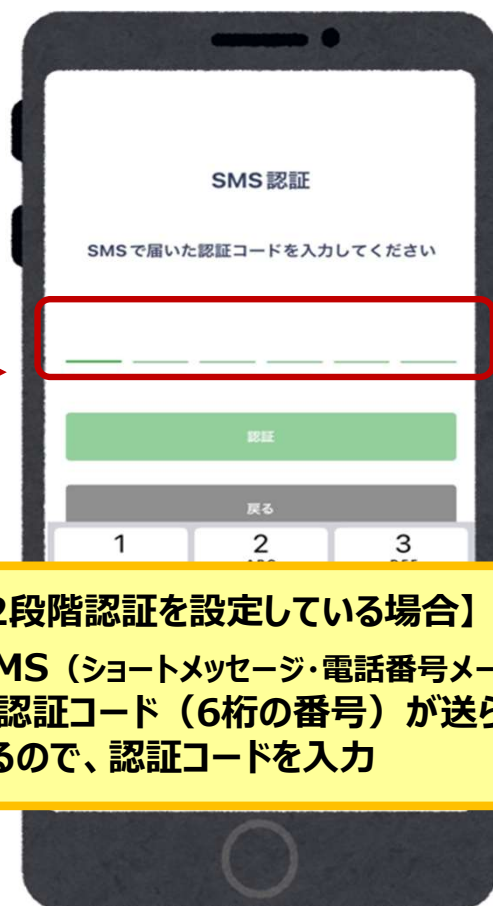 SMS認証
SMSで届いた認証コードを入力してください
認証
戻る
1 2 3
2段階認証を設定している場合】
MS（ショートメッセージ・電話番号メー
認証コード（6桁の番号）が送ら
るので、認証コードを入力